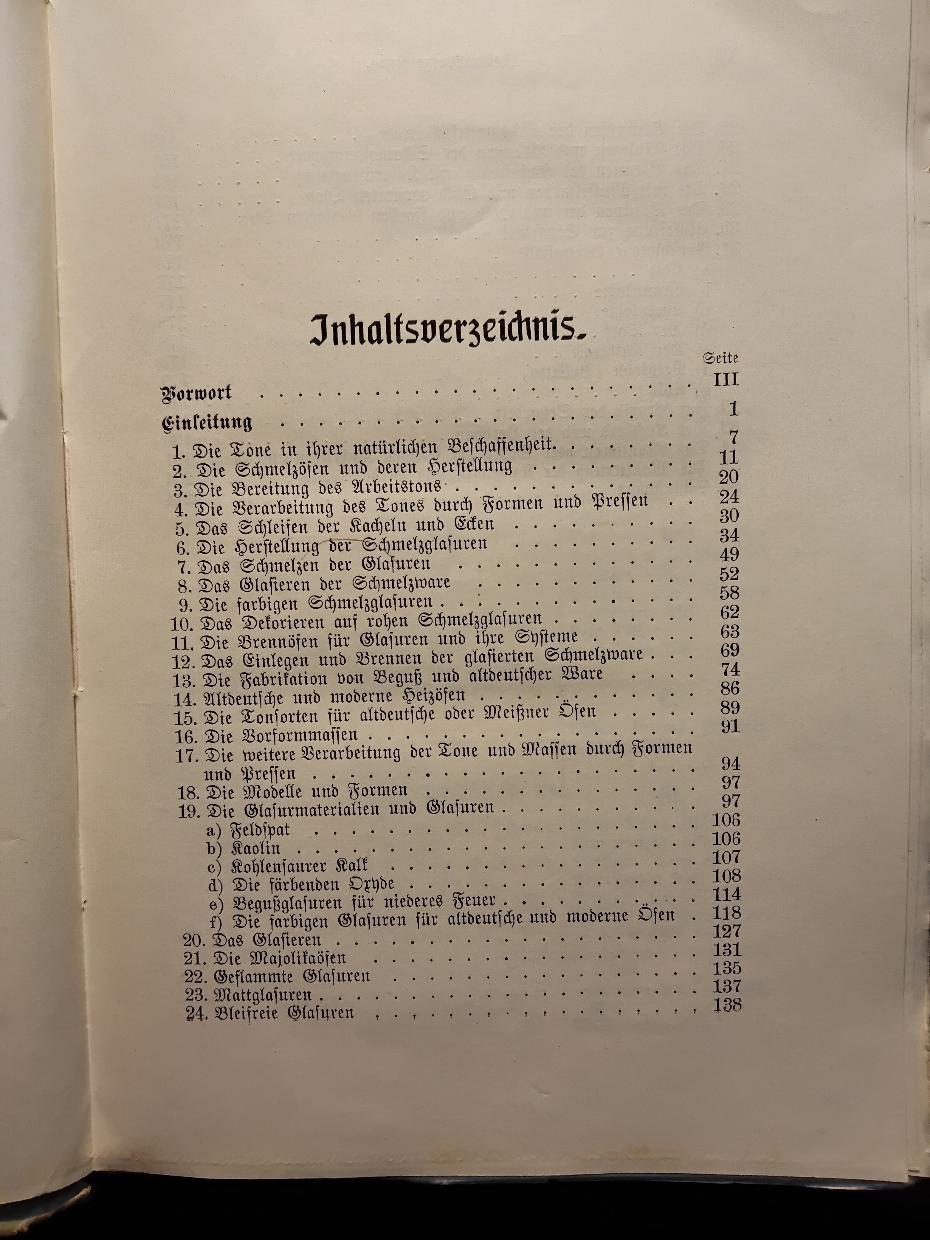 Inhaltsverzeichnis.
Seite
Vorwort . . . . . . . . . . . . . . . . . . . . . . III
Einleitung . . . . . . . . . . . . . . . . . . . . . 1
1. Die Tone in ihrer natürlichen Beschaffenheit. . . . . . . . 7
2. Die Schmelzöfen und deren Herstellung . . . . . . . . . 11
3. Die Bereitung des Arbeitstons . . . . . . . . . . . . . 20
4. Die Verarbeitung des Tones durch Formen und Pressen . . 24
5. Das Schleifen der Kacheln und Ecken . . . . . . . . . . 30
6. Die Herstellung der Schmelzglasuren . . . . . . . . . . 34
7. Das Schmelzen der Glasuren . . . . . . . . . . . . . 49
8. Das Glasieren der Schmelzware . . . . . . . . . . . . 52
9. Die farbigen Schmelzglasuren . . . . . . . . . . . . . 58
10. Das Dekorieren auf rohen Schmelzglasuren . . . . . . . . 62
11. Die Brennöfen für Glasuren und ihre Systeme . . . . . . 63
12. Das Einlegen und Brennen der glasierten Schmelzware . . . 69
13. Die Fabrikation von Beguß und altdeutscher Ware . . . . 74
14. Altdeutsche und moderne Heizöfen . . . . . . . . . . . 86
15. Die Tonsorten für altdeutsche oder Meißner Öfen . . . . . 89
16. Die Vorformmassen . . . . . . . . . . . . . . . . . 91
17. Die weitere Verarbeitung der Tone und Massen durch Formen
und Pressen . . . . . . . . . . . . . . . . . . . 94
18. Die Modelle und Formen . . . . . . . . . . . . . . 97
19. Die Glasurmaterialien und Glasuren . . . . . . . . . . 97
a) Feldspat . . . . . . . . . . . . . . . . . . . . 106
b) Kaolin . . . . . . . . . . . . . . . . . . . . . 106
c) Kohlensaurer Kalk . . . . . . . . . . . . . . . . 107
d) Die färbenden Oxyde . . . . . . . . . . . . . . . 108
e) Begußglasuren für niederes Feuer . . . . . . . . . . . 114
f) Die farbigen Glasuren für altdeutsche und moderne Öfen . 118
20. Das Glasieren . . . . . . . . . . . . . . . . . . . 127
21. Die Majolikaöfen . . . . . . . . . . . . . . . . . 131
22. Geflammte Glasuren . . . . . . . . . . . . . . . . 135
23. Mattglasuren . . . . . . . . . . . . . . . . . . . . 137
24. Bleifreie Glasuren . . . . . . . . . . . . . . . . . 138